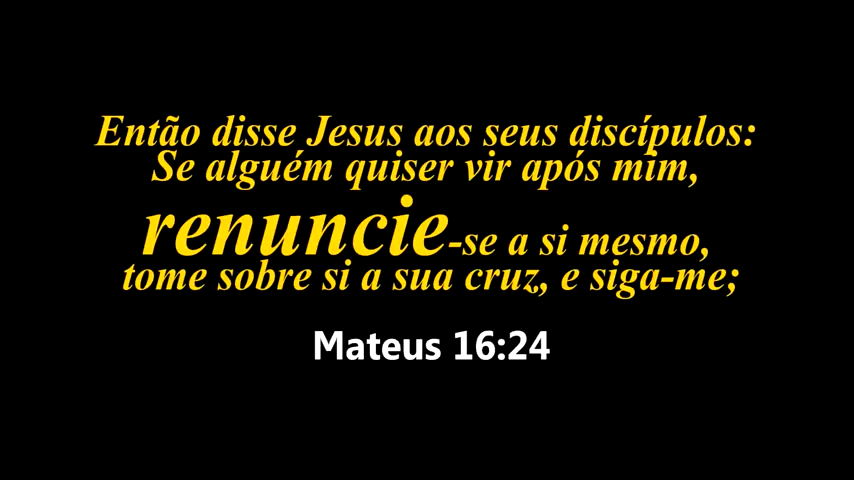 Então disse Jesus aos seus discípulos:
Se alguém quiser vir após mim,
renuncie-se a si mesmo,
tome sobre si a sua cruz, e siga-me;
Mateus 16:24